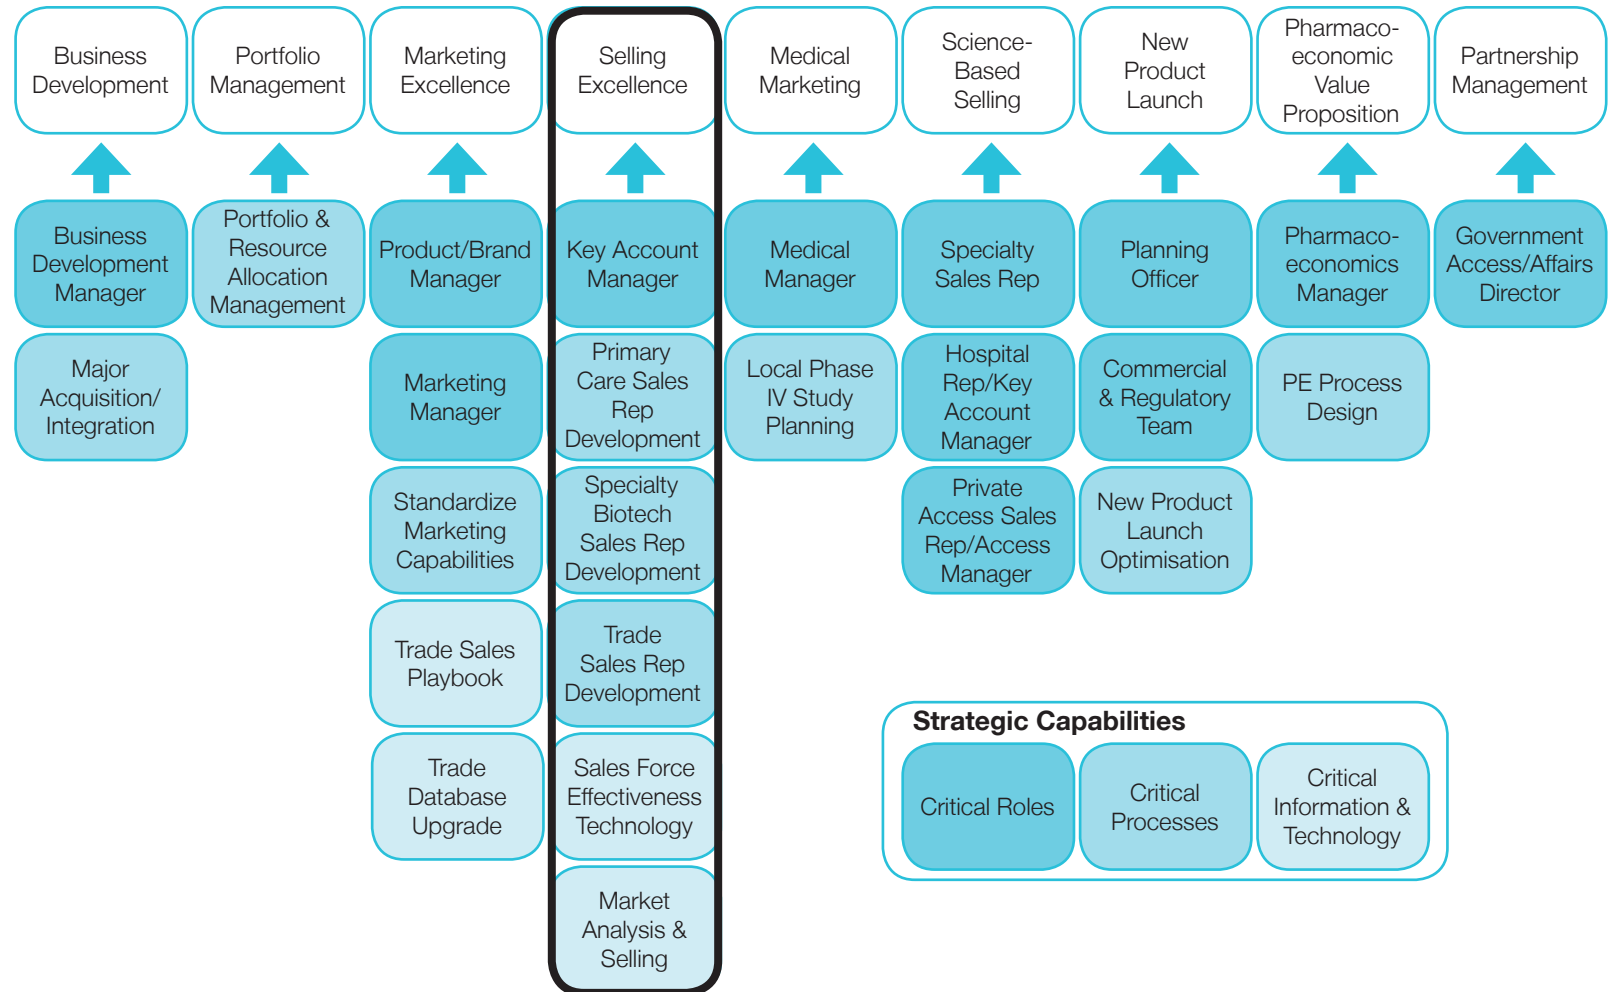 Business
Development
Portfolio
Management
Marketing
Excellence
Selling
Excellence
Medical
Marketing
Science-
Based
Selling
New
Product
Launch
Pharmaco-
economic
Value
Proposition
Partnership
Management
Business
Development
Manager
Portfolio &
Resource
Allocation
Management
Product/Brand
Manager
Key Account
Manager
Medical
Manager
Specialty
Sales Rep
Planning
Officer
Pharmaco-
economics
Manager
Government
Access/Affairs
Director
Major
Acquisition/
Integration
Marketing
Manager
Primary
Care Sales
Rep
Development
Local Phase
IV Study
Planning
Hospital
Rep/Key
Account
Manager
Commercial
& Regulatory
Team
PE Process
Design
Standardize
Marketing
Capabilities
Specialty
Biotech
Sales Rep
Development
Private
Access Sales
Rep/Access
Manager
New Product
Launch
Optimisation
Trade Sales
Playbook
Trade
Sales Rep
Development
Trade
Database
Upgrade
Sales Force
Effectiveness
Technology
Market
Analysis &
Selling
Strategic Capabilities
Critical Roles
Critical
Processes
Critical
Information &
Technology